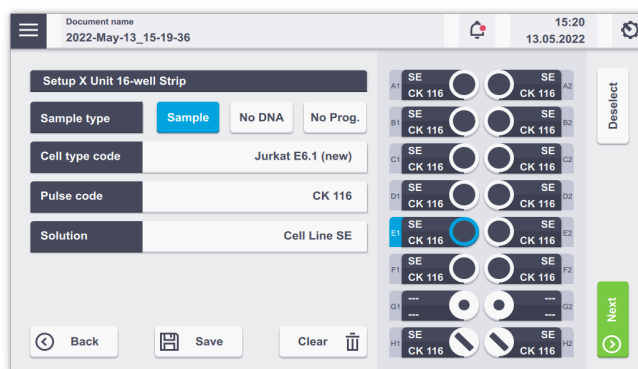 Document name
2022-May-13_15-19-36
15:20
13.05.2022
Setup X Unit 16-well Strip
Sample type
Sample
No DNA
No Prog.
Cell type code
Jurkat E6.1 (new)
Pulse code
CK 116
Solution
Cell Line SE
Back
Save
Clear
A1 SE CK 116
SE CK 116 A2
B1 SE CK 116
SE CK 116 B2
C1 SE CK 116
SE CK 116 C2
D1 SE CK 116
SE CK 116 D2
E1 SE CK 116
SE CK 116 E2
F1 SE CK 116
SE CK 116 F2
G1 --- ---
--- --- G2
H1 SE CK 116
SE CK 116 H2
Deselect
Next